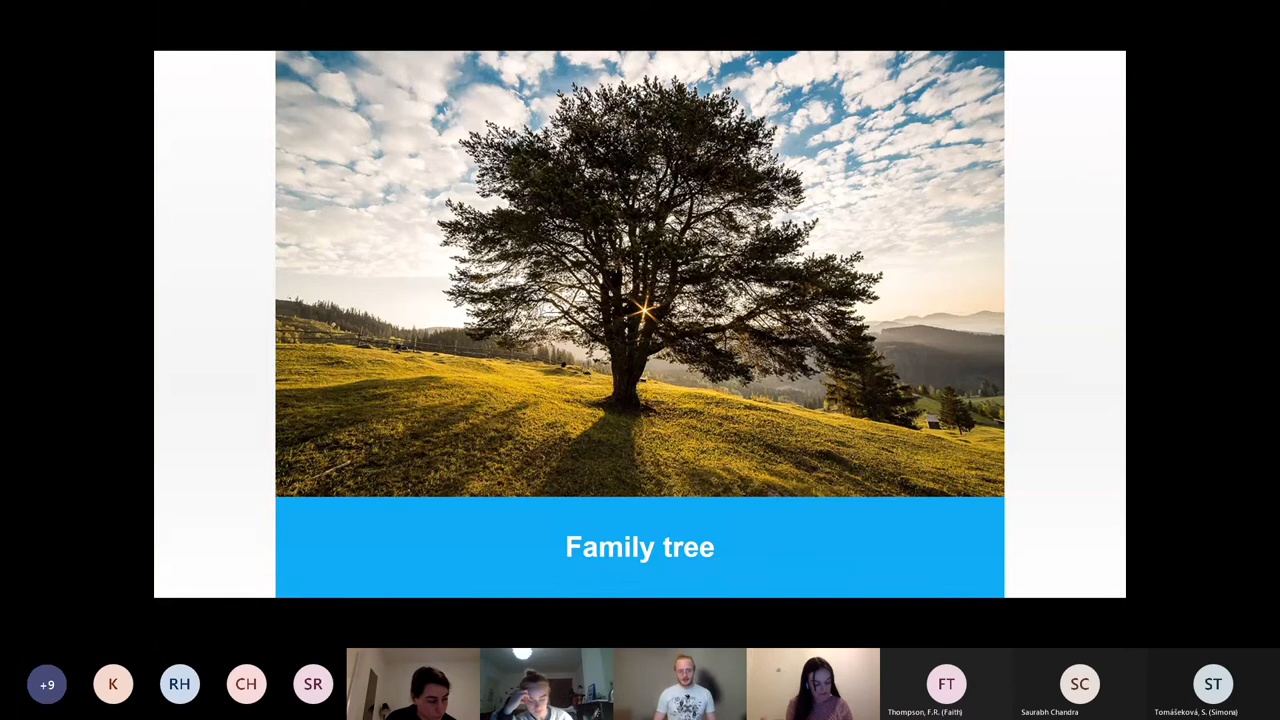 Family tree
+9
K
RH
CH
SR
FT
SC
ST
Thompson, F.R. (Faith)
Saurabh Chandra
Tomášeková, S. (Simona)